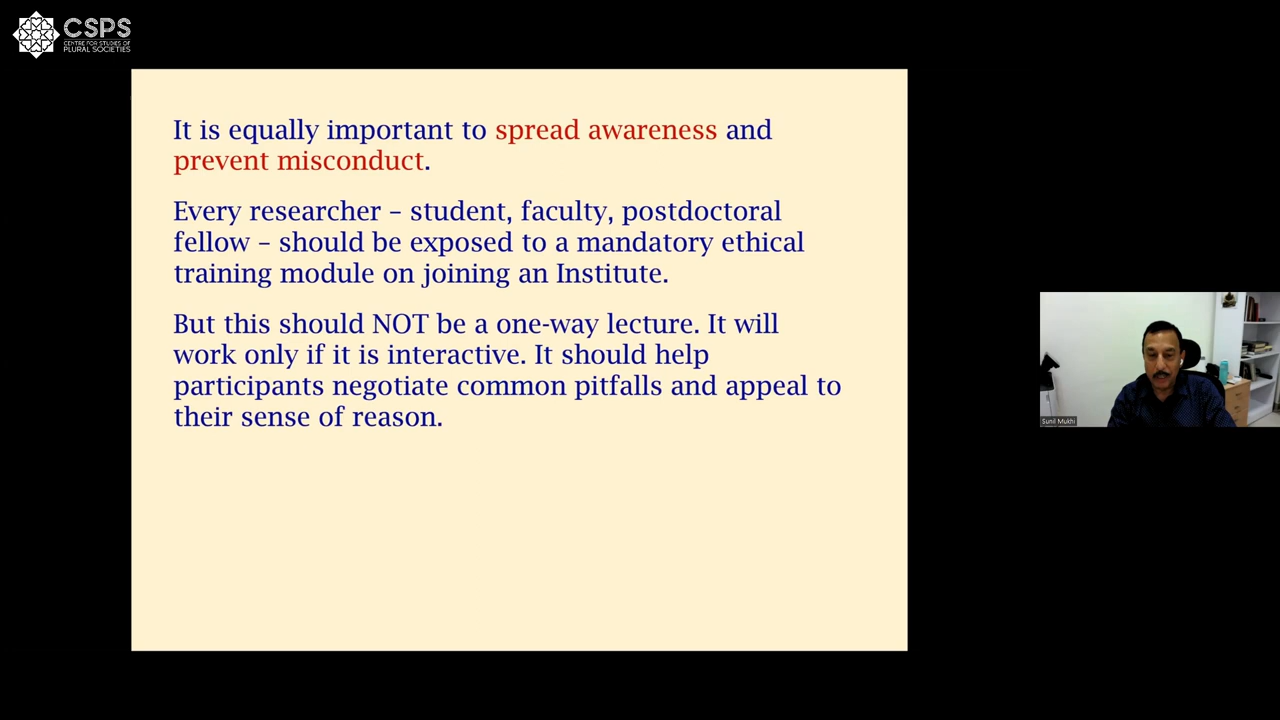 CSPS
CENTRE FOR STUDIES OF
PLURAL SOCIETIES
It is equally important to spread awareness and
prevent misconduct.
Every researcher – student, faculty, postdoctoral
fellow – should be exposed to a mandatory ethical
training module on joining an Institute.
But this should NOT be a one-way lecture. It will
work only if it is interactive. It should help
participants negotiate common pitfalls and appeal to
their sense of reason.
Sunil Mukhi